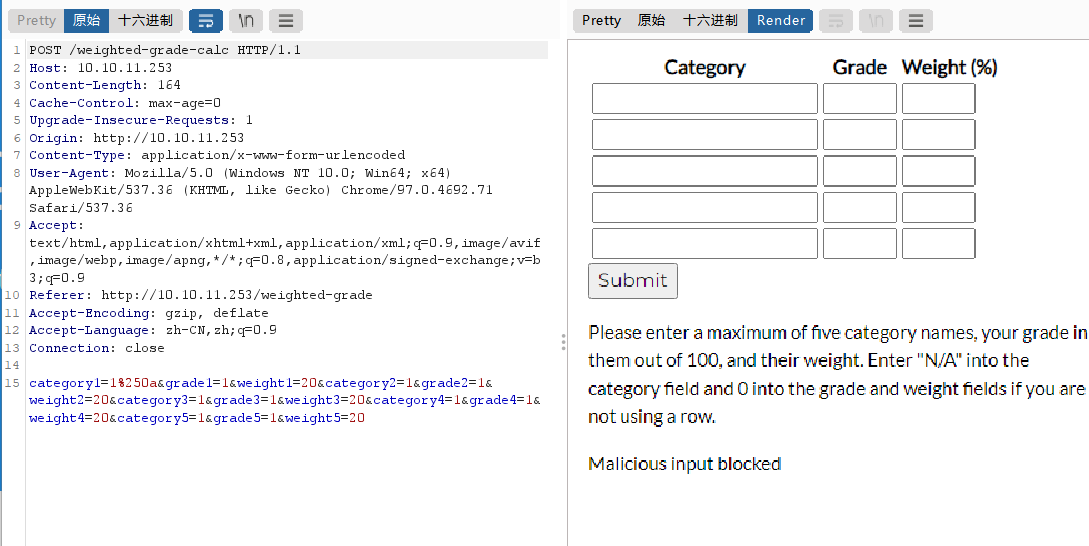 Pretty 原始 十六进制 \n
1 POST /weighted-grade-calc HTTP/1.1
2 Host: 10.10.11.253
3 Content-Length: 164
4 Cache-Control: max-age=0
5 Upgrade-Insecure-Requests: 1
6 Origin: http://10.10.11.253
7 Content-Type: application/x-www-form-urlencoded
8 User-Agent: Mozilla/5.0 (Windows NT 10.0; Win64; x64)
AppleWebKit/537.36 (KHTML, like Gecko) Chrome/97.0.4692.71
Safari/537.36
9 Accept:
text/html,application/xhtml+xml,application/xml;q=0.9,image/avif
,image/webp,image/apng,*/*;q=0.8,application/signed-exchange;v=b
3;q=0.9
10 Referer: http://10.10.11.253/weighted-grade
11 Accept-Encoding: gzip, deflate
12 Accept-Language: zh-CN,zh;q=0.9
13 Connection: close
14
15 category1=1%250a&grade1=1&weight1=20&category2=1&grade2=1&
weight2=20&category3=1&grade3=1&weight3=20&category4=1&grade4=1&
weight4=20&category5=1&grade5=1&weight5=20
Pretty 原始 十六进制 Render \n
Category Grade Weight (%)
Submit
Please enter a maximum of five category names, your grade in
them out of 100, and their weight. Enter "N/A" into the
category field and 0 into the grade and weight fields if you are
not using a row.
Malicious input blocked